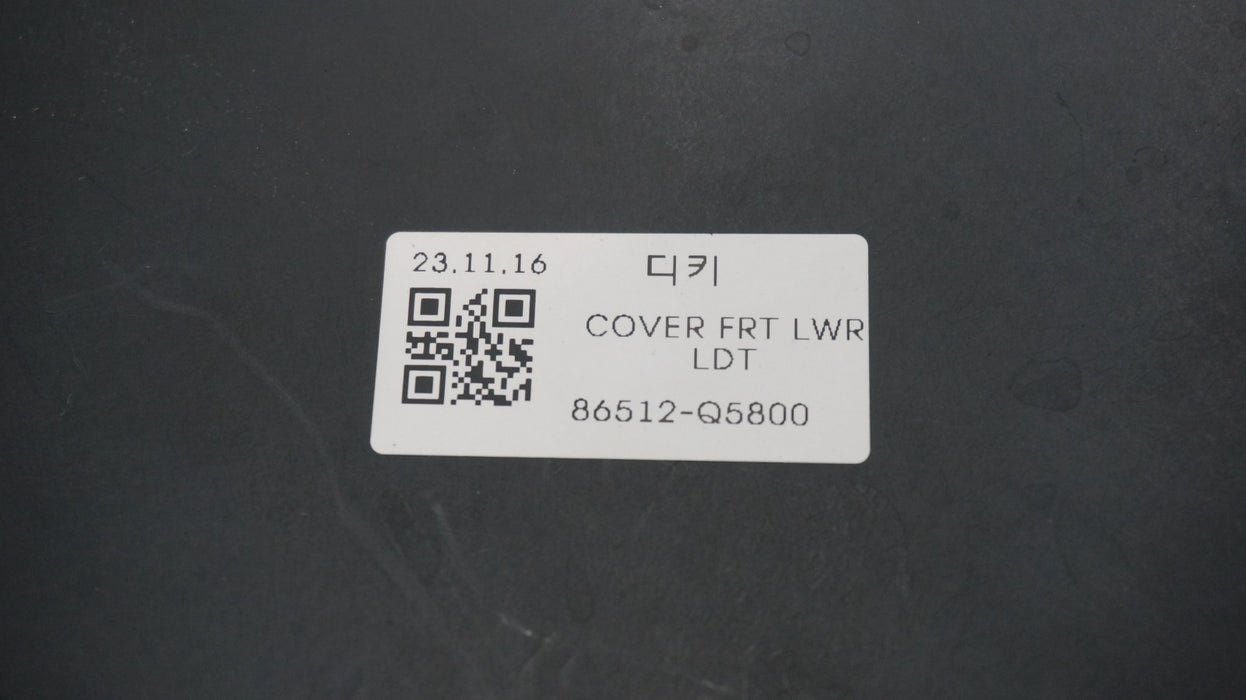 23.11.16
디키
COVER FRT LWR
LDT
86512-Q5800